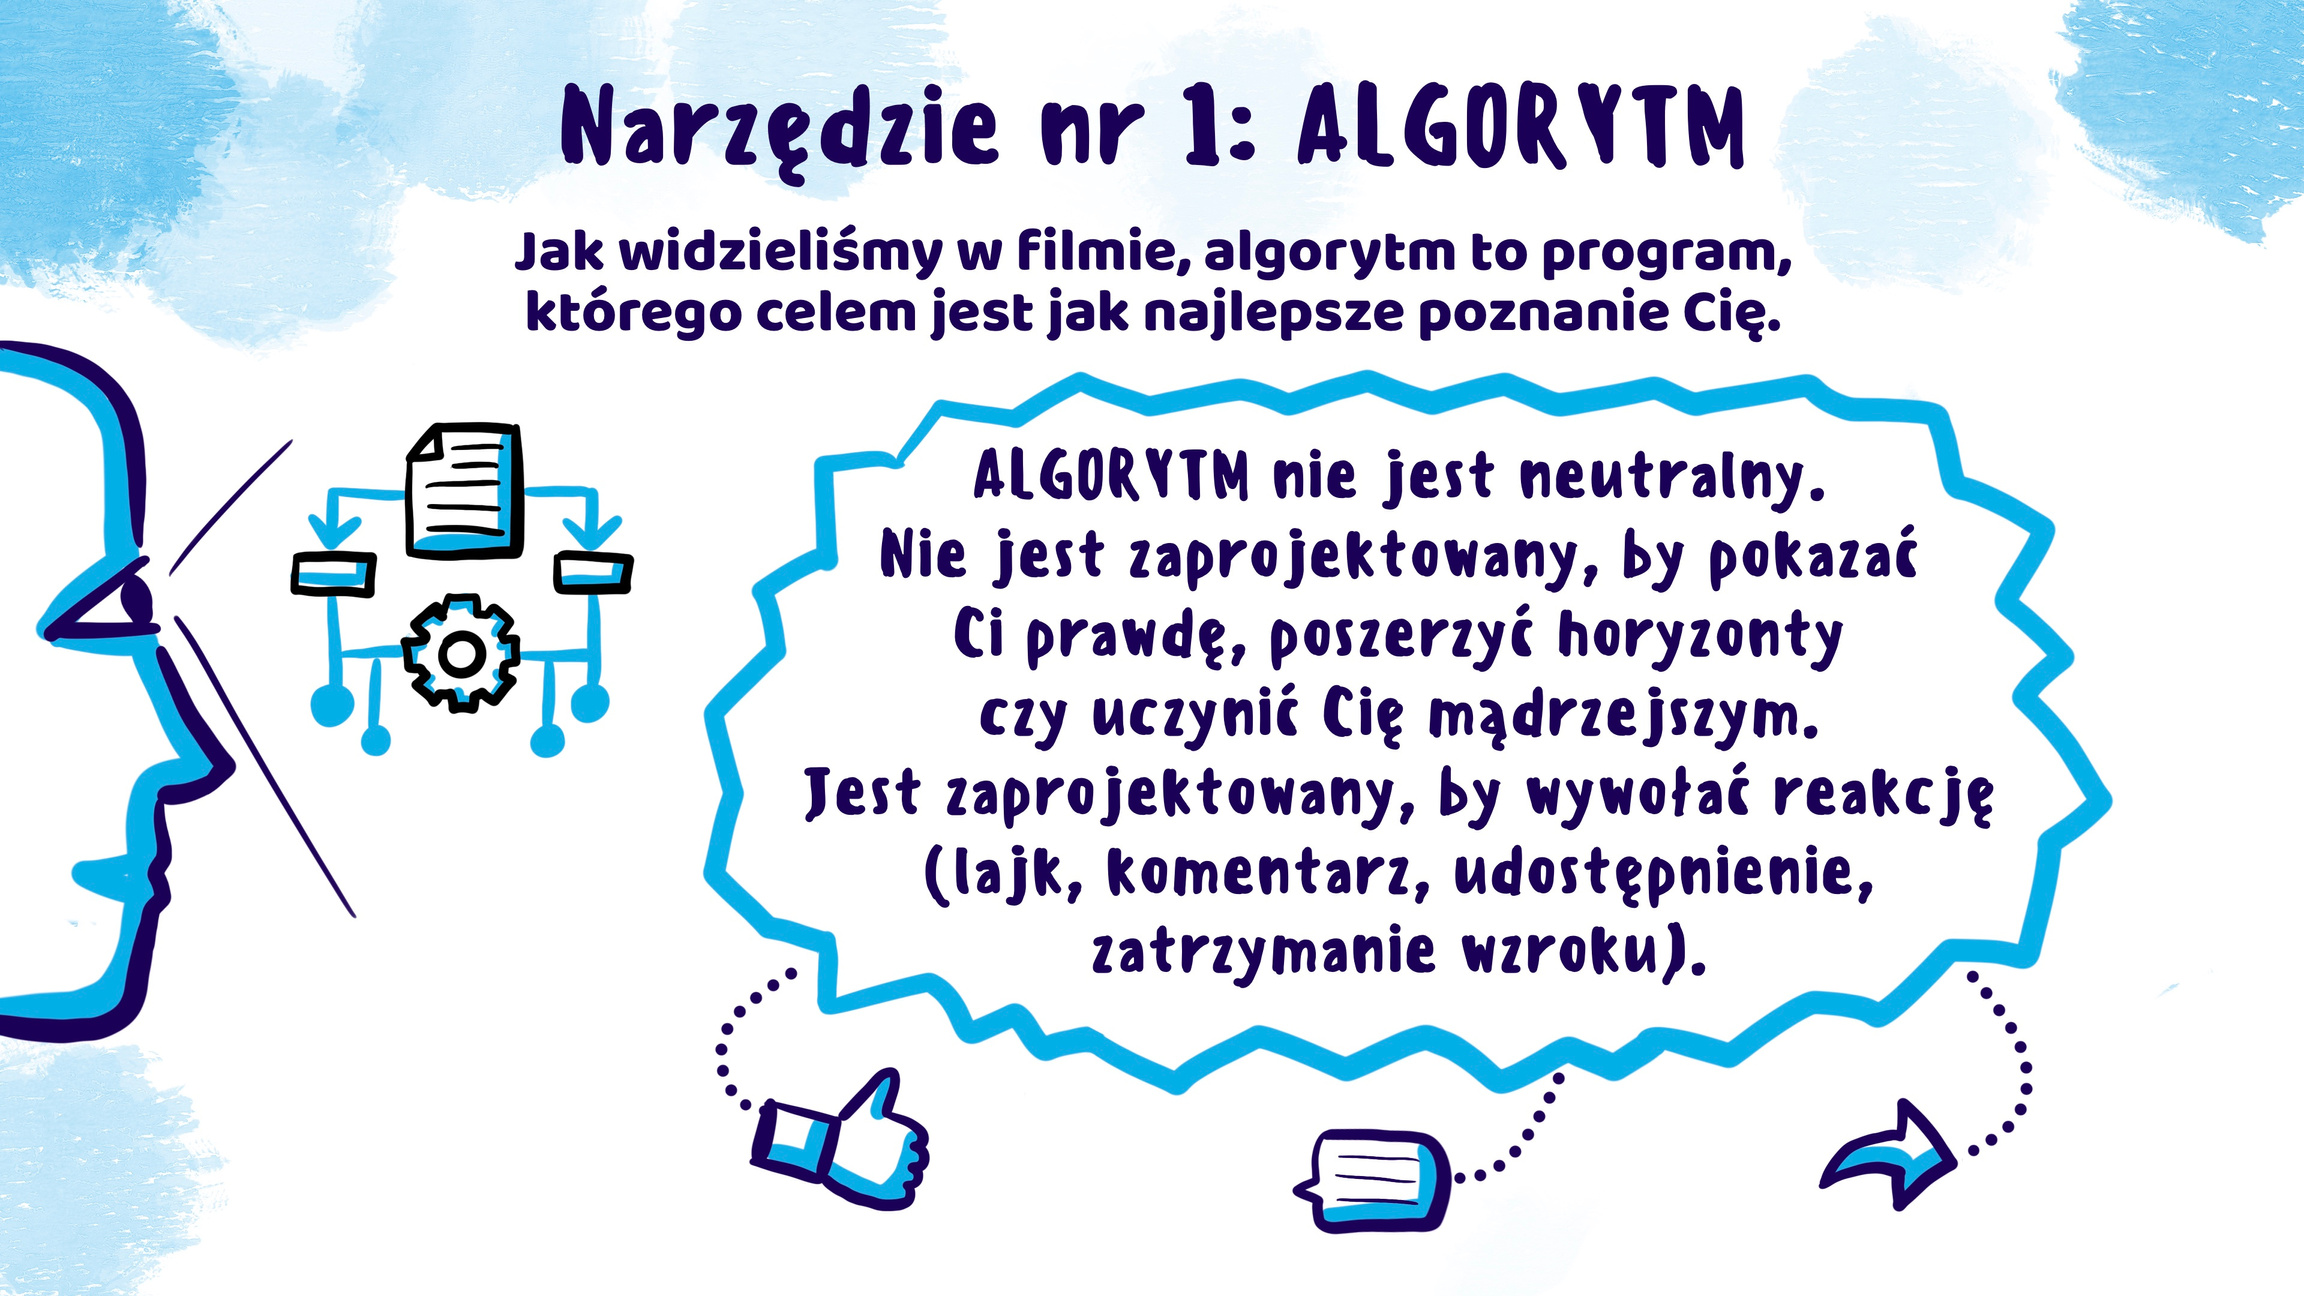 Narzędzie nr 1: ALGORYTM
Jak widzieliśmy w filmie, algorytm to program,
którego celem jest jak najlepsze poznanie Cię.
ALGORYTM nie jest neutralny.
Nie jest zaprojektowany, by pokazać
Ci prawdę, poszerzyć horyzonty
czy uczynić Cię mądrzejszym.
Jest zaprojektowany, by wywołać reakcję
(lajk, komentarz, udostępnienie,
zatrzymanie wzroku).